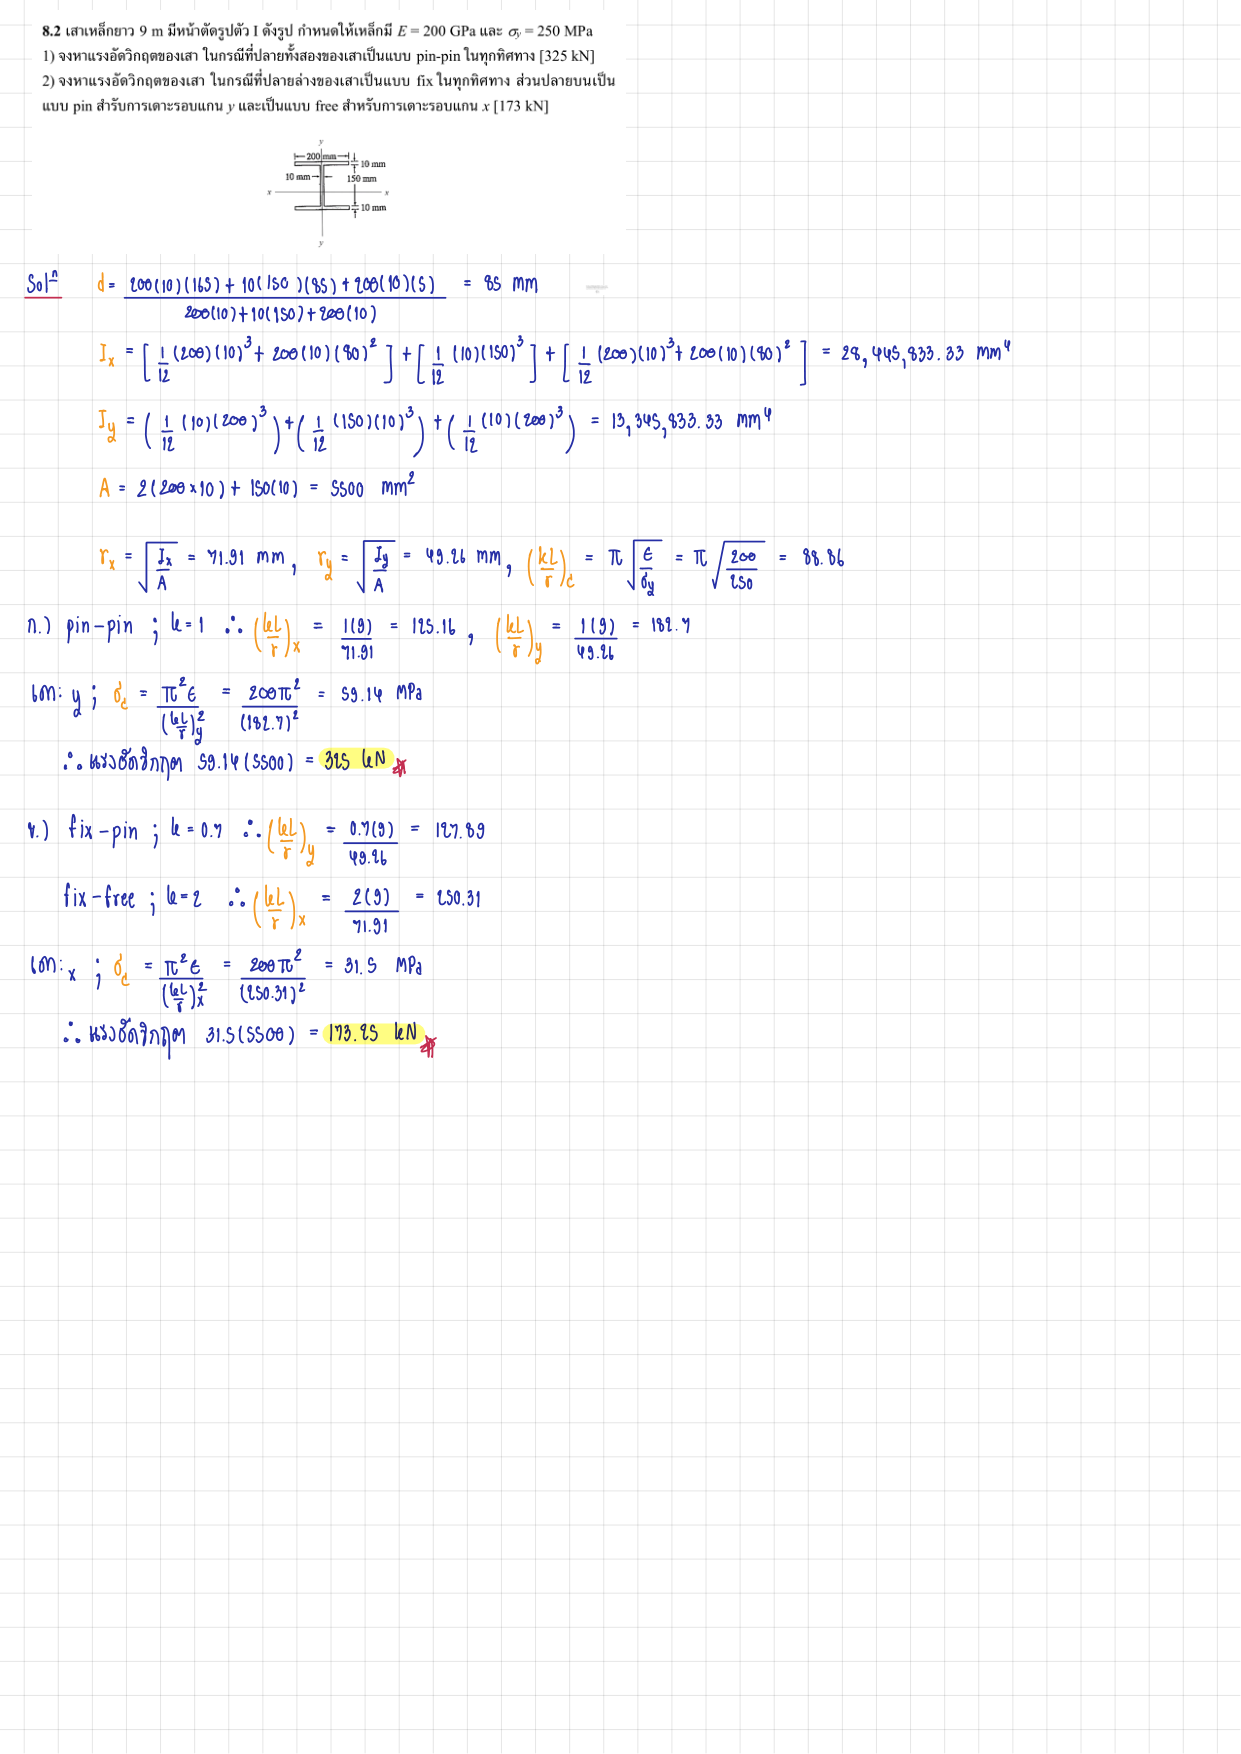 8.2 เสาเหล็กยาว 9 m มีหน้าตัดรูปตัว I ดังรูป กำหนดให้เหล็กมี E = 200 GPa และ σy = 250 MPa
1) จงหาแรงอัดวิกฤตของเสา ในกรณีที่ปลายทั้งสองของเสาเป็นแบบ pin-pin ในทุกทิศทาง [325 kN]
2) จงหาแรงอัดวิกฤตของเสา ในกรณีที่ปลายล่างของเสาเป็นแบบ fix ในทุกทิศทาง ส่วนปลายบนเป็น
แบบ pin สำรับการเดาะรอบแกน y และเป็นแบบ free สำหรับการเดาะรอบแกน x [173 kN]
y
200 mm
10 mm
10 mm
150 mm
x x
10 mm
y
Solⁿ d = (200(10)(165) + 10(150)(85) + 200(10)(5)) / (200(10) + 10(150) + 200(10)) = 85 mm
Ix = [1/12 (200)(10)³ + 200(10)(80)²] + [1/12 (10)(150)³] + [1/12 (200)(10)³ + 200(10)(80)²] = 28,445,833.33 mm⁴
Iy = (1/12 (10)(200)³) + (1/12 (150)(10)³) + (1/12 (10)(200)³) = 13,345,833.33 mm⁴
A = 2(200×10) + 150(10) = 5500 mm²
rx = √(Ix/A) = 71.91 mm, ry = √(Iy/A) = 49.26 mm, (kL/r)c = π√(E/σy) = π√(200/250) = 88.86
ก.) pin-pin ; k=1 ∴ (kL/r)x = 1(9)/71.91 = 125.16, (kL/r)y = 1(9)/49.26 = 182.7
เดาะ y ; σc = π²E/(kL/r)y² = 200π²/(182.7)² = 59.14 MPa
∴ แรงอัดวิกฤต 59.14(5500) = 325 kN
ข.) fix-pin ; k=0.7 ∴ (kL/r)y = 0.7(9)/49.26 = 127.89
fix-free ; k=2 ∴ (kL/r)x = 2(9)/71.91 = 250.31
เดาะ x ; σc = π²E/(kL/r)x² = 200π²/(250.31)² = 31.5 MPa
∴ แรงอัดวิกฤต 31.5(5500) = 173.25 kN